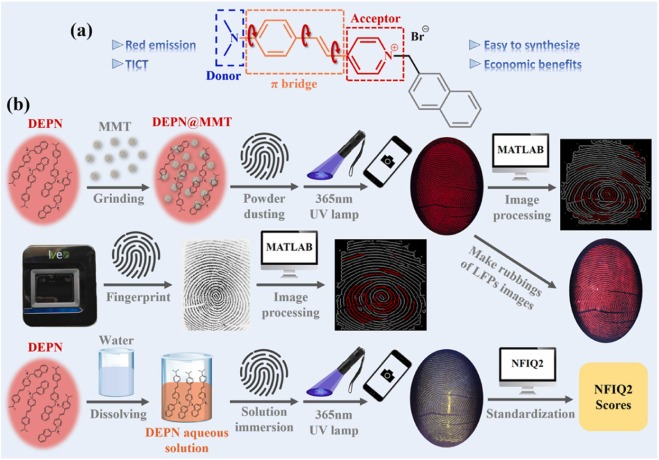 (a)
Red emission
TICT
Donor
π bridge
Acceptor
N
N
+
Br⊖
Easy to synthesize
Economic benefits
(b)
DEPN
MMT
DEPN@MMT
Grinding
Powder
dusting
365nm
UV lamp
MATLAB
Image
processing
Fingerprint
MATLAB
Image
processing
Make rubbings
of LFPs images
DEPN
Water
Dissolving
DEPN aqueous
solution
Solution
immersion
365nm
UV lamp
NFIQ2
Standardization
NFIQ2
Scores